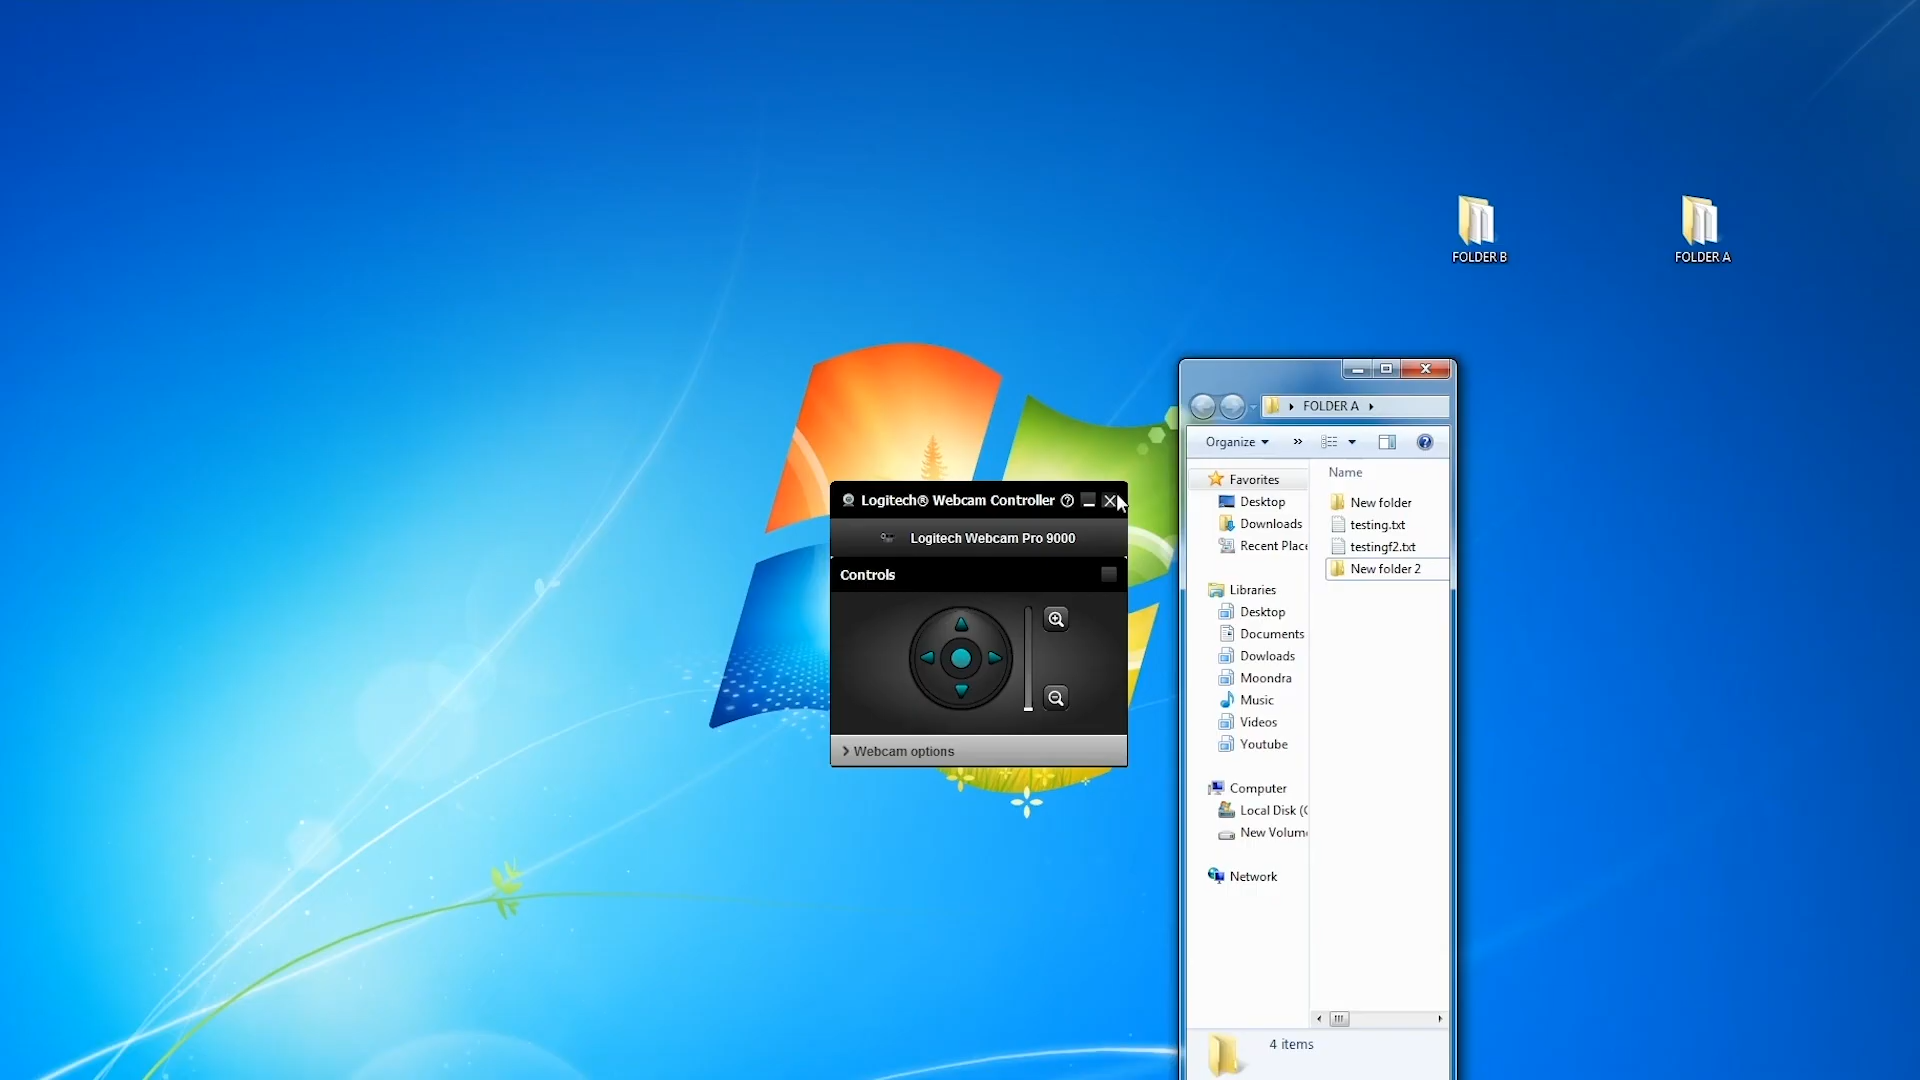 FOLDER B
FOLDER A
FOLDER A
Organize
»
Name
Favorites
Desktop
Downloads
Recent Place
New folder
testing.txt
testingf2.txt
New folder 2
Libraries
Desktop
Documents
Dowloads
Moondra
Music
Videos
Youtube
Computer
Local Disk (C
New Volum
Network
4 items
Logitech® Webcam Controller
Logitech Webcam Pro 9000
Controls
Webcam options